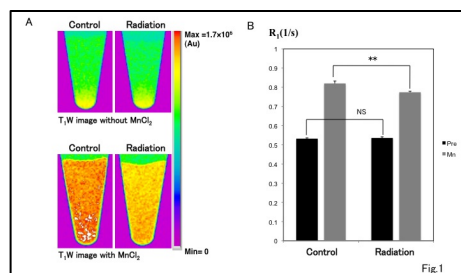 A
Control
Radiation
Max =1.7×10⁶
(Au)
T₁W image without MnCl₂
Control
Radiation
T₁W image with MnCl₂
Min= 0
B
R₁(1/s)
1
0.9
0.8
0.7
0.6
0.5
0.4
0.3
0.2
0.1
0
**
NS
Pre
Mn
Control
Radiation
Fig.1